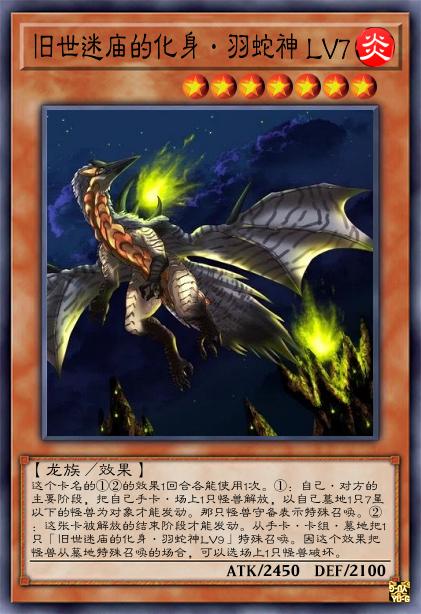 旧世迷庙的化身·羽蛇神 LV7
炎
【龙族／效果】
这个卡名的①②的效果1回合各能使用1次。①：自己·对方的
主要阶段，把自己手卡·场上1只怪兽解放，以自己墓地1只7星
以下的怪兽为对象才能发动。那只怪兽守备表示特殊召唤。②
：这张卡被解放的结束阶段才能发动。从手卡·卡组·墓地把1
只「旧世迷庙的化身·羽蛇神LV9」特殊召唤。因这个效果把
怪兽从墓地特殊召唤的场合，可以选场上1只怪兽破坏。
ATK/2450 DEF/2100